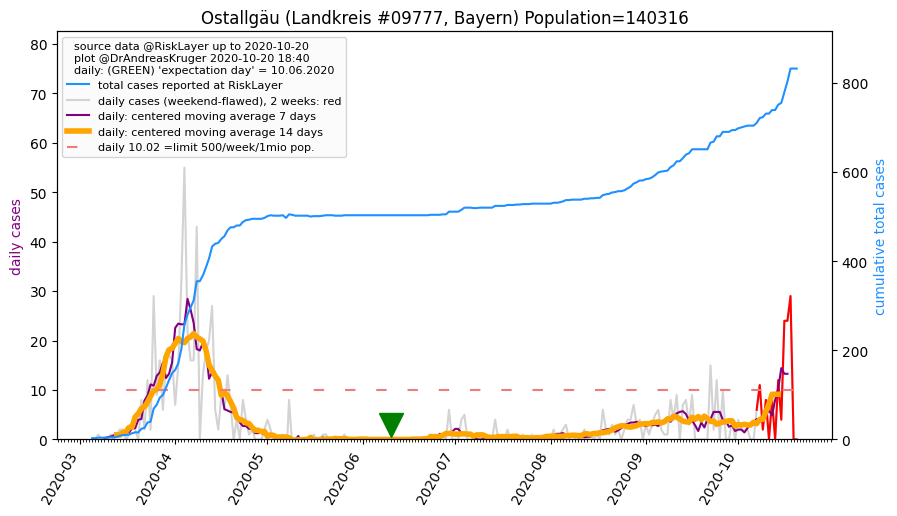 Ostallgäu (Landkreis #09777, Bayern) Population=140316
source data @RiskLayer up to 2020-10-20
plot @DrAndreasKruger 2020-10-20 18:40
daily: (GREEN) 'expectation day' = 10.06.2020
total cases reported at RiskLayer
daily cases (weekend-flawed), 2 weeks: red
daily: centered moving average 7 days
daily: centered moving average 14 days
daily 10.02 =limit 500/week/1mio pop.
daily cases
80
70
60
50
40
30
20
10
0
cumulative total cases
800
600
400
200
0
2020-03
2020-04
2020-05
2020-06
2020-07
2020-08
2020-09
2020-10